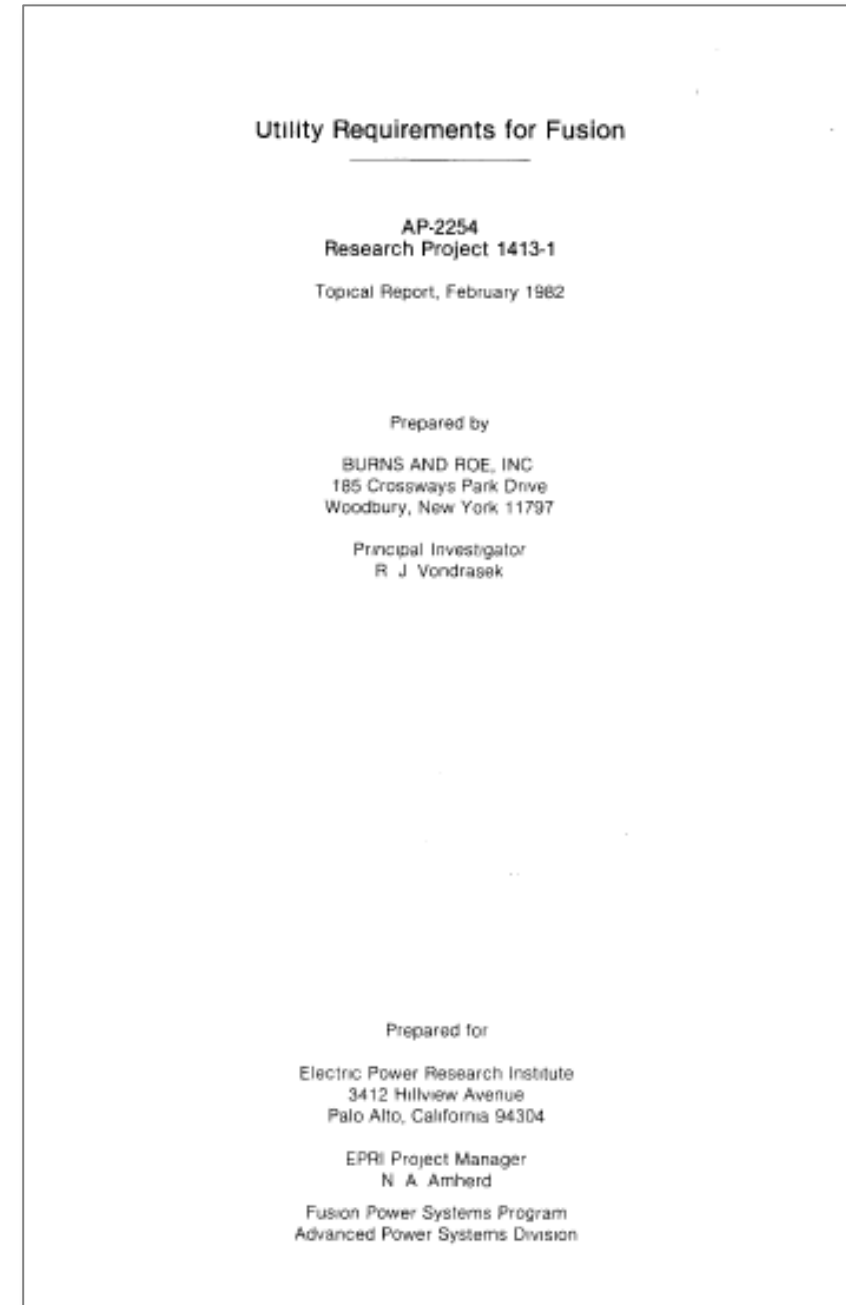 Utility Requirements for Fusion
AP-2254
Research Project 1413-1
Topical Report, February 1982
Prepared by
BURNS AND ROE, INC
185 Crossways Park Drive
Woodbury, New York 11797
Principal Investigator
R J Vondrasek
Prepared for
Electric Power Research Institute
3412 Hillview Avenue
Palo Alto, California 94304
EPRI Project Manager
N A Amherd
Fusion Power Systems Program
Advanced Power Systems Division